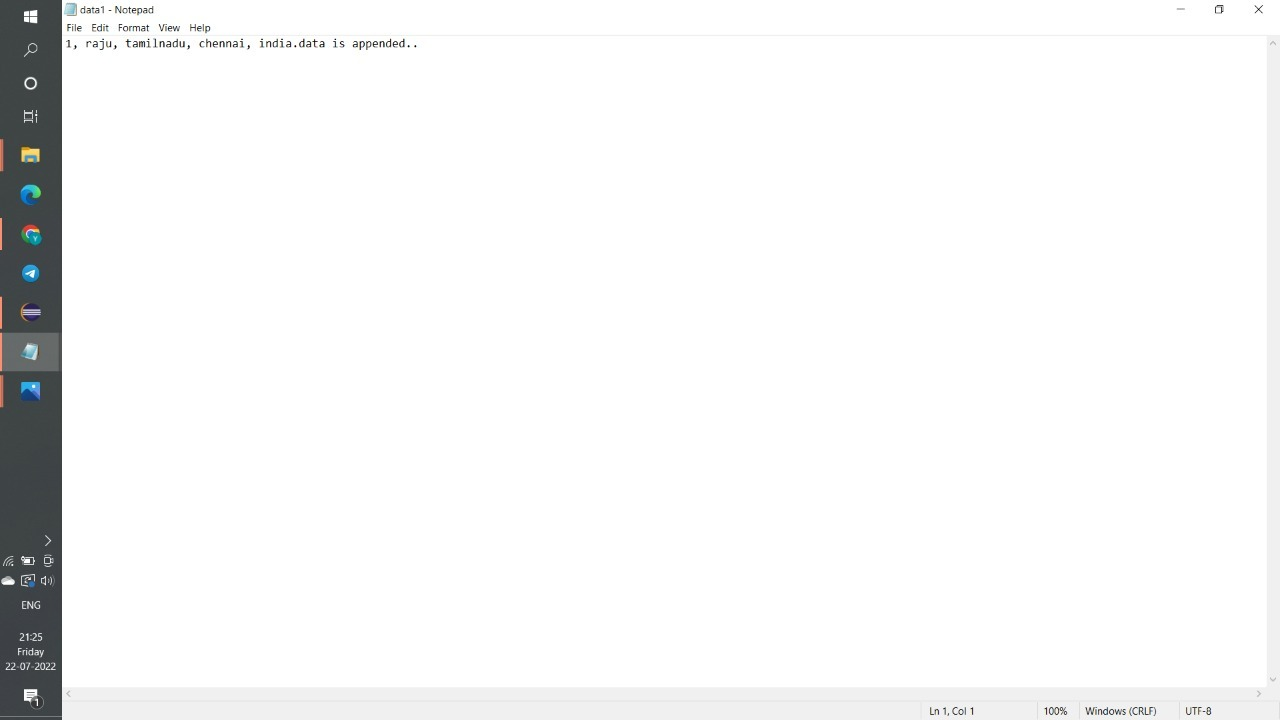 data1 - Notepad
File Edit Format View Help
1, raju, tamilnadu, chennai, india.data is appended..
ENG
21:25
Friday
22-07-2022
1
Ln 1, Col 1 100% Windows (CRLF) UTF-8